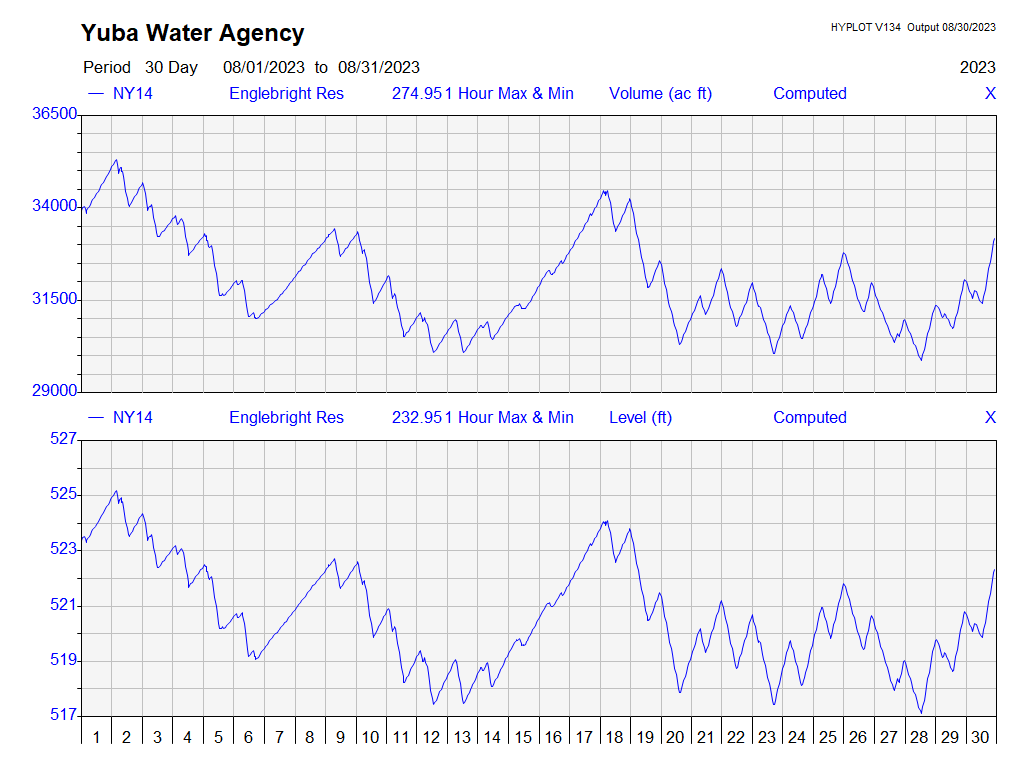 Yuba Water Agency
HYPLOT V134 Output 08/30/2023
Period 30 Day 08/01/2023 to 08/31/2023 2023
— NY14 Englebright Res 274.951 Hour Max & Min Volume (ac ft) Computed X
36500
34000
31500
29000
— NY14 Englebright Res 232.951 Hour Max & Min Level (ft) Computed X
527
525
523
521
519
517
1 2 3 4 5 6 7 8 9 10 11 12 13 14 15 16 17 18 19 20 21 22 23 24 25 26 27 28 29 30